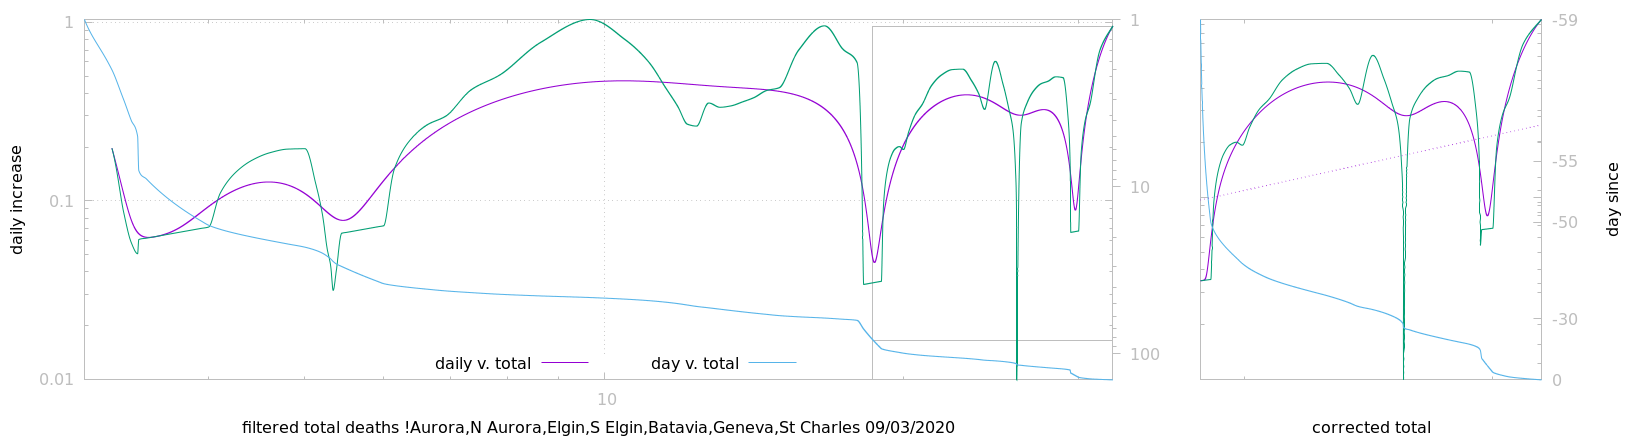 1
0.1
0.01
daily increase
10
1
10
100
daily v. total
day v. total
filtered total deaths !Aurora,N Aurora,Elgin,S Elgin,Batavia,Geneva,St Charles 09/03/2020
-59
-55
-50
-30
0
day since
corrected total